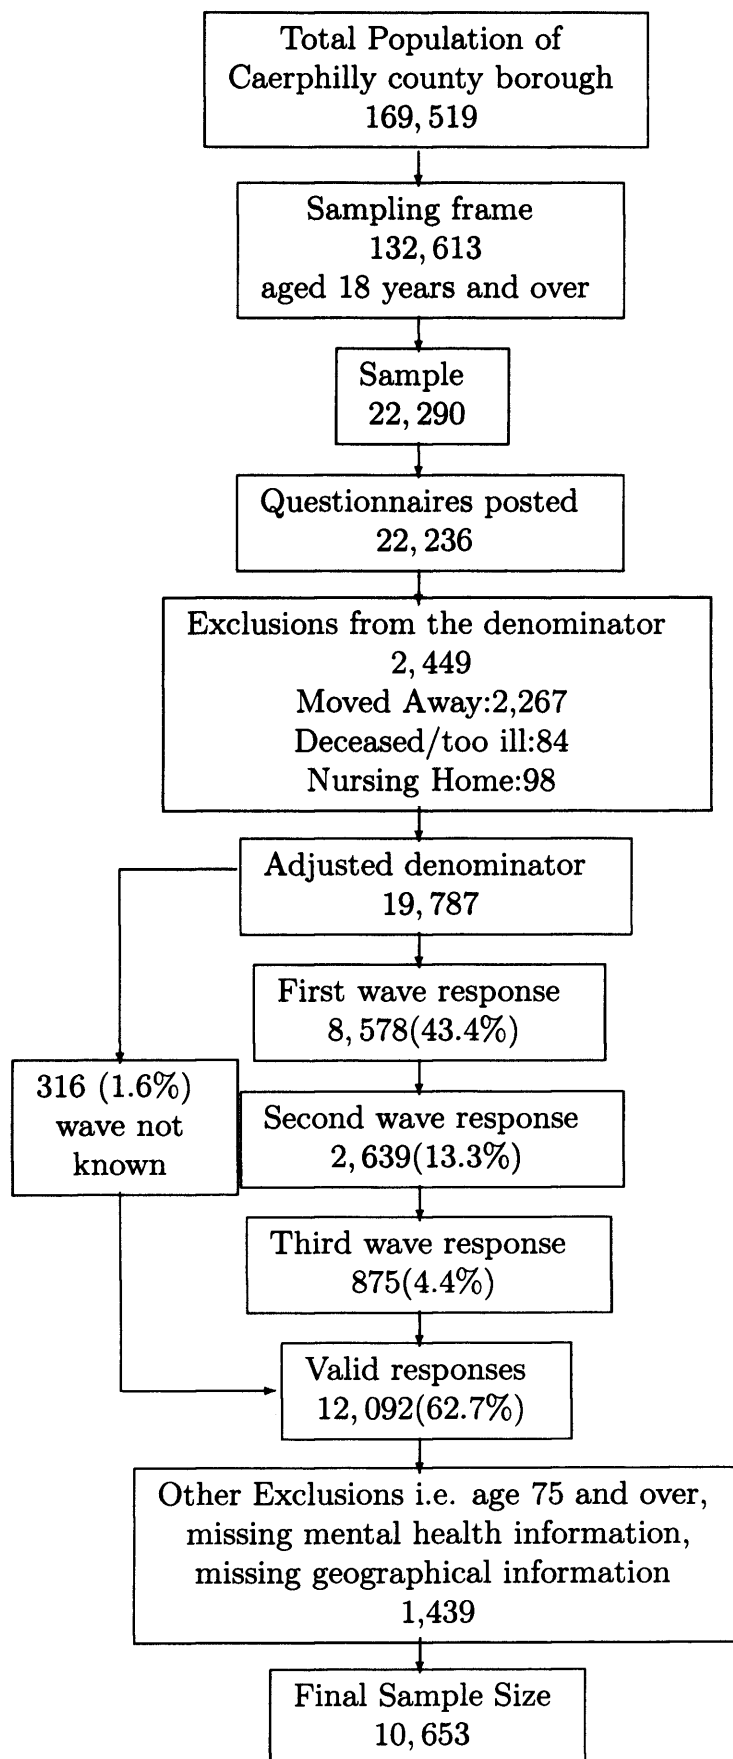 Total Population of
Caerphilly county borough
169, 519
Sampling frame
132, 613
aged 18 years and over
Sample
22, 290
Questionnaires posted
22, 236
Exclusions from the denominator
2, 449
Moved Away:2,267
Deceased/too ill:84
Nursing Home:98
Adjusted denominator
19, 787
First wave response
8, 578(43.4%)
316 (1.6%)
wave not
known
Second wave response
2, 639(13.3%)
Third wave response
875(4.4%)
Valid responses
12, 092(62.7%)
Other Exclusions i.e. age 75 and over,
missing mental health information,
missing geographical information
1,439
Final Sample Size
10, 653